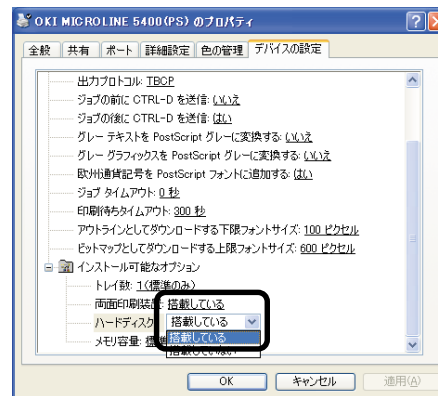 OKI MICROLINE 5400(PS) のプロパティ
全般 共有 ポート 詳細設定 色の管理 デバイスの設定
出力プロトコル: TBCP
ジョブの前に CTRL-D を送信: いいえ
ジョブの後に CTRL-D を送信: はい
グレー テキストを PostScript グレーに変換する: いいえ
グレー グラフィックスを PostScript グレーに変換する: いいえ
欧州通貨記号を PostScript フォントに追加する: はい
ジョブ タイムアウト: 0 秒
印刷待ちタイムアウト: 300 秒
アウトラインとしてダウンロードする下限フォントサイズ: 100 ピクセル
ビットマップとしてダウンロードする上限フォントサイズ: 600 ピクセル
インストール可能なオプション
トレイ数: 1(標準のみ)
両面印刷装置: 搭載している
ハードディスク 搭載している
搭載している
メモリ容量: 標準
搭載していない
OK キャンセル 適用(A)